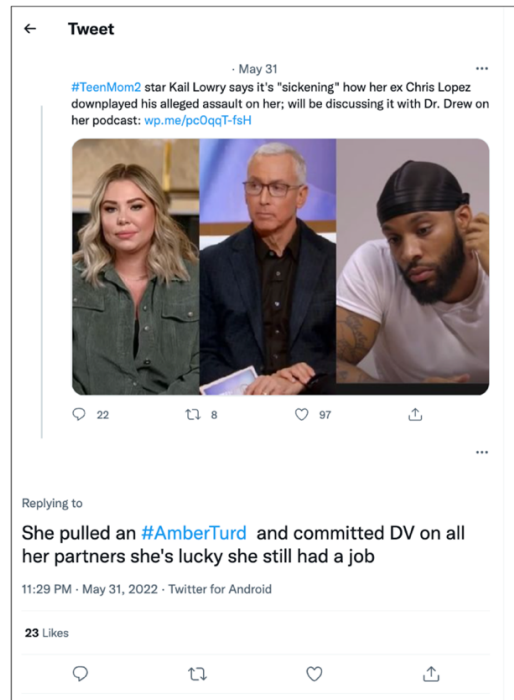 Tweet
· May 31
#TeenMom2 star Kail Lowry says it's "sickening" how her ex Chris Lopez
downplayed his alleged assault on her; will be discussing it with Dr. Drew on
her podcast: wp.me/pc0qqT-fsH
22 8 97
Replying to
She pulled an #AmberTurd and committed DV on all
her partners she's lucky she still had a job
11:29 PM · May 31, 2022 · Twitter for Android
23 Likes